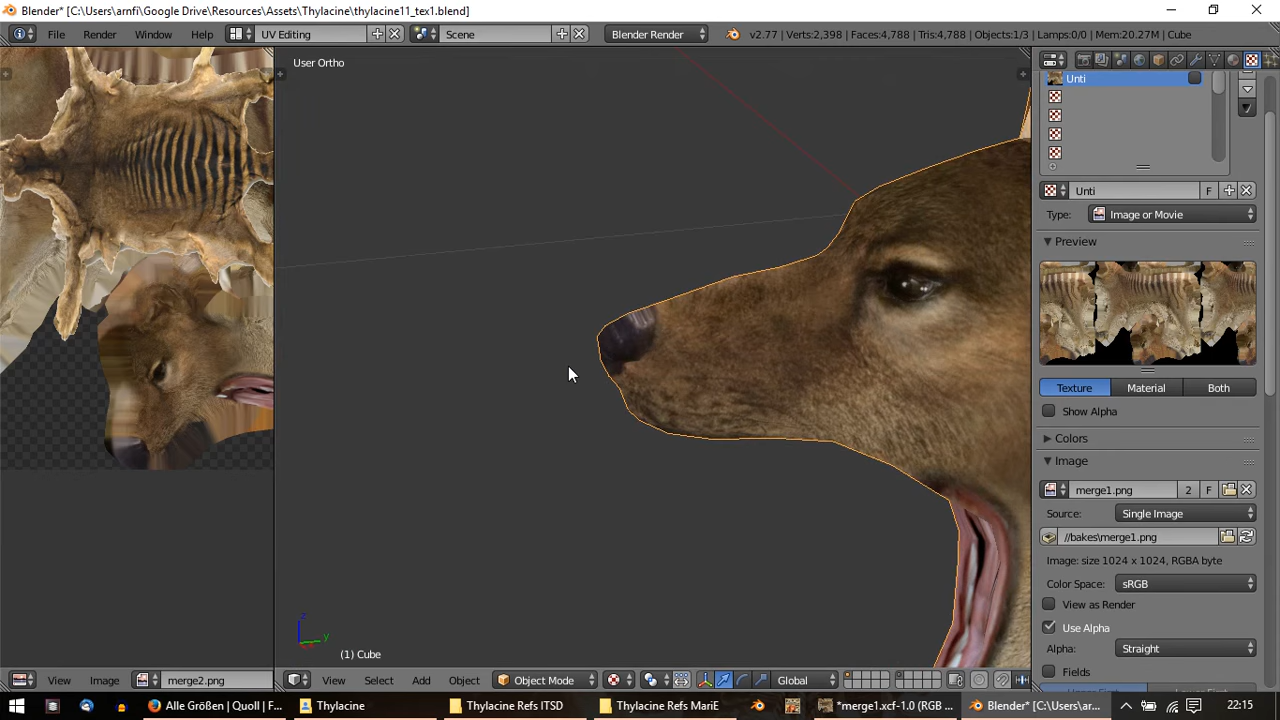 Blender* [C:\Users\arnfi\Google Drive\Resources\Assets\Thylacine\thylacine11_tex1.blend]
File Render Window Help UV Editing Scene Blender Render v2.77 | Verts:2,398 | Faces:4,788 | Tris:4,788 | Objects:1/3 | Lamps:0/0 | Mem:20.27M | Cube
User Ortho
Unti
Unti F
Type: Image or Movie
Preview
Texture Material Both
Show Alpha
Colors
Image
merge1.png 2 F
Source: Single Image
//bakes\merge1.png
Image: size 1024 x 1024, RGBA byte
Color Space: sRGB
View as Render
Use Alpha
Alpha: Straight
Fields
z
y
(1) Cube
View Image merge2.png View Select Add Object Object Mode Global
Alle Größen | Quoll | F... Thylacine Thylacine Refs ITSD Thylacine Refs MariE *merge1.xcf-1.0 (RGB ... Blender* [C:\Users\ar... 22:15